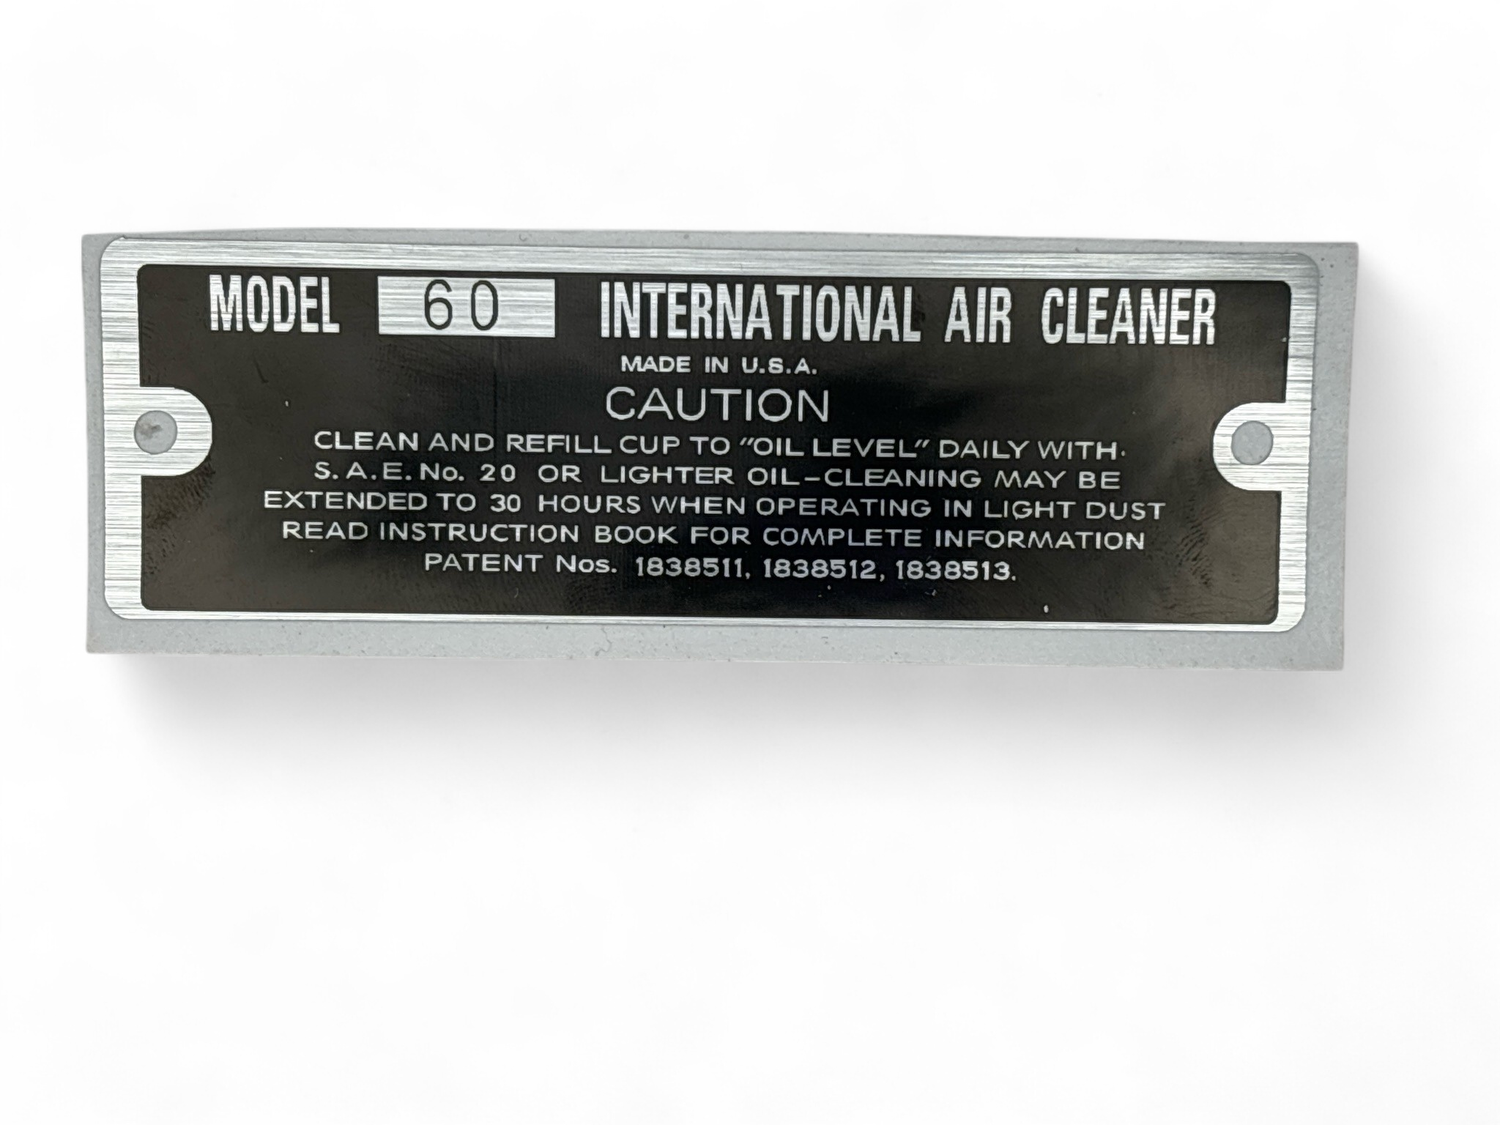 MODEL 60 INTERNATIONAL AIR CLEANER
MADE IN U.S.A.
CAUTION
CLEAN AND REFILL CUP TO "OIL LEVEL" DAILY WITH·
S.A.E. No. 20 OR LIGHTER OIL–CLEANING MAY BE
EXTENDED TO 30 HOURS WHEN OPERATING IN LIGHT DUST
READ INSTRUCTION BOOK FOR COMPLETE INFORMATION
PATENT Nos. 1838511, 1838512, 1838513.